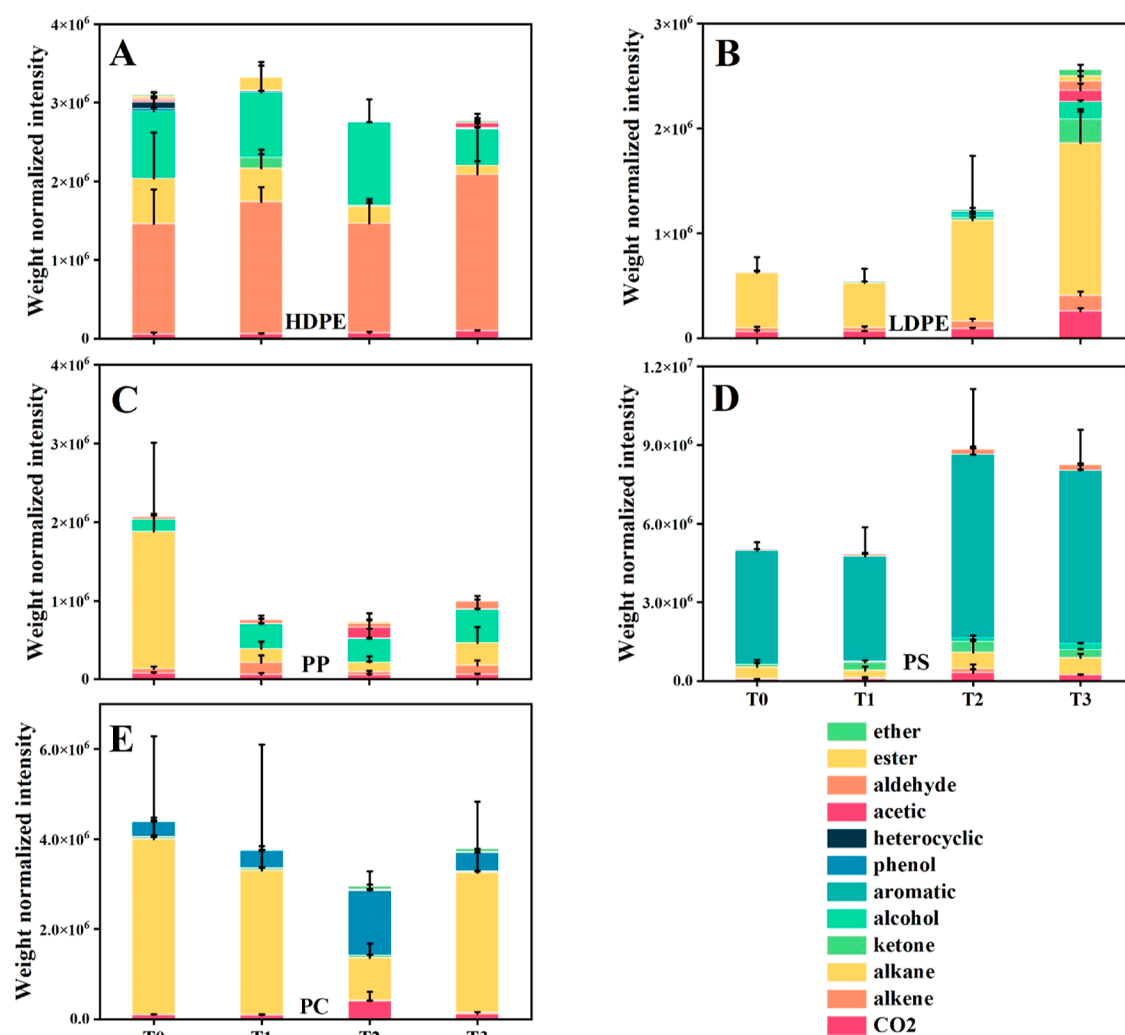 A
Weight normalized intensity
4×10⁶
3×10⁶
2×10⁶
1×10⁶
0
HDPE
B
Weight normalized intensity
3×10⁶
2×10⁶
1×10⁶
0
LDPE
C
Weight normalized intensity
4×10⁶
3×10⁶
2×10⁶
1×10⁶
0
PP
D
Weight normalized intensity
1.2×10⁷
9.0×10⁶
6.0×10⁶
3.0×10⁶
0.0
PS
T0 T1 T2 T3
E
Weight normalized intensity
6.0×10⁶
4.0×10⁶
2.0×10⁶
0.0
PC
T0 T1 T2 T3
ether
ester
aldehyde
acetic
heterocyclic
phenol
aromatic
alcohol
ketone
alkane
alkene
CO2